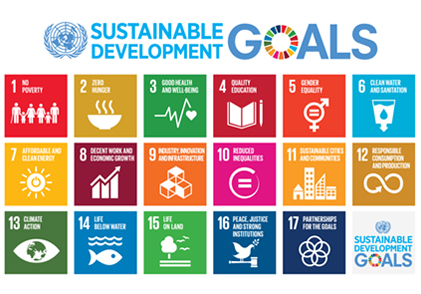 SUSTAINABLE
DEVELOPMENT
GOALS
1 NO
POVERTY
2 ZERO
HUNGER
3 GOOD HEALTH
AND WELL-BEING
4 QUALITY
EDUCATION
5 GENDER
EQUALITY
6 CLEAN WATER
AND SANITATION
7 AFFORDABLE AND
CLEAN ENERGY
8 DECENT WORK AND
ECONOMIC GROWTH
9 INDUSTRY, INNOVATION
AND INFRASTRUCTURE
10 REDUCED
INEQUALITIES
11 SUSTAINABLE CITIES
AND COMMUNITIES
12 RESPONSIBLE
CONSUMPTION
AND PRODUCTION
13 CLIMATE
ACTION
14 LIFE
BELOW WATER
15 LIFE
ON LAND
16 PEACE, JUSTICE
AND STRONG
INSTITUTIONS
17 PARTNERSHIPS
FOR THE GOALS
SUSTAINABLE
DEVELOPMENT
GOALS